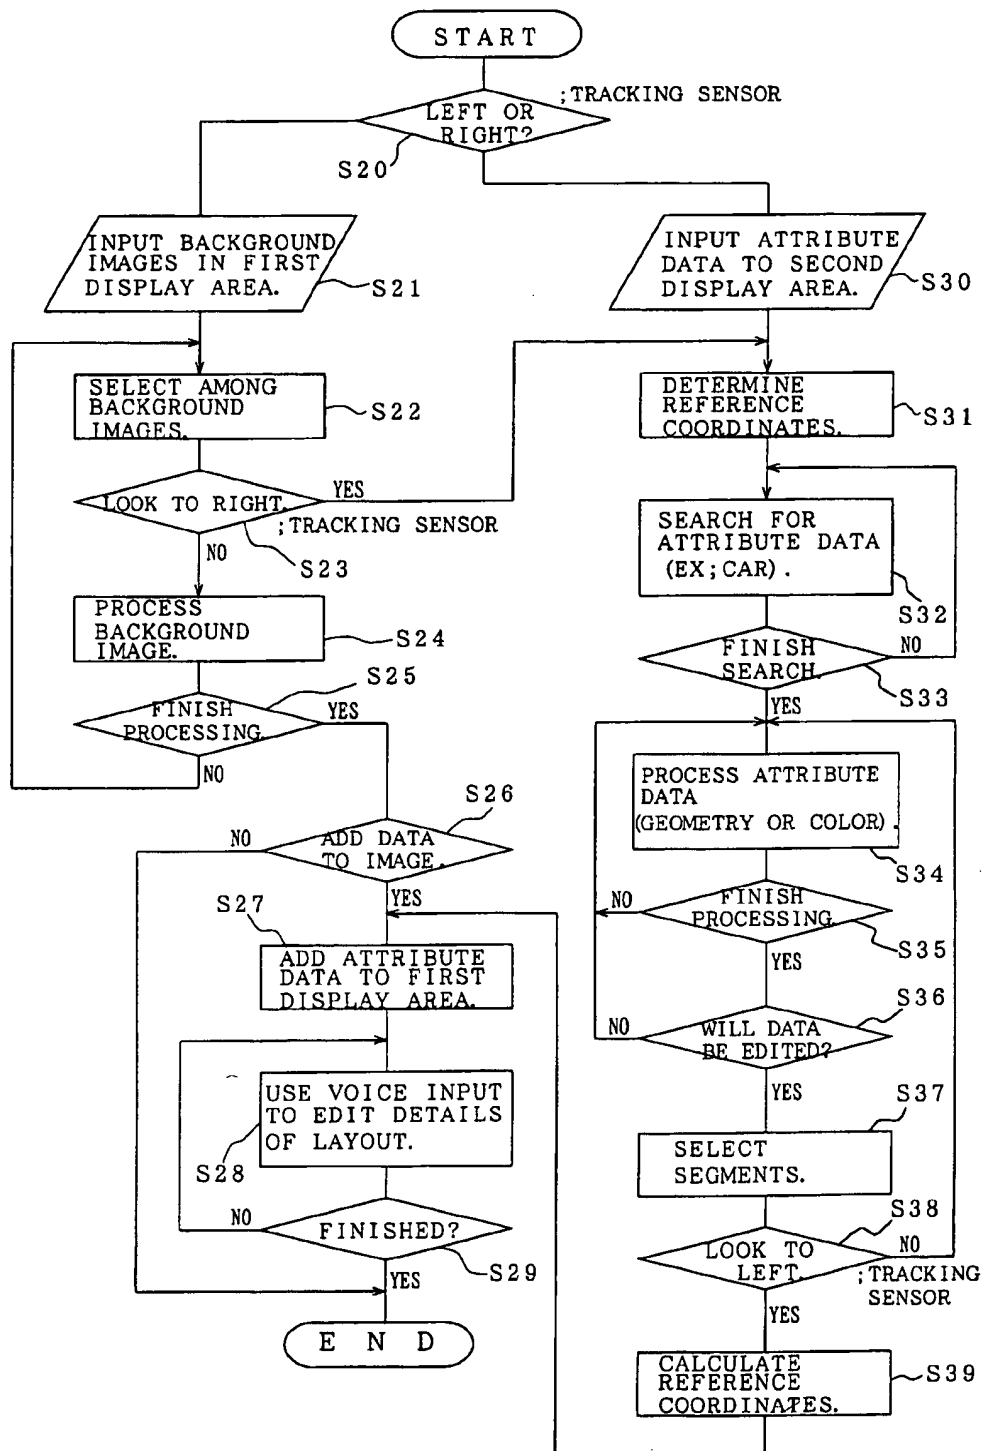 START
;TRACKING SENSOR
LEFT OR
RIGHT?
S20
INPUT BACKGROUND
IMAGES IN FIRST
DISPLAY AREA.
S21
INPUT ATTRIBUTE
DATA TO SECOND
DISPLAY AREA.
S30
SELECT AMONG
BACKGROUND
IMAGES.
S22
DETERMINE
REFERENCE
COORDINATES.
S31
LOOK TO RIGHT.
YES
;TRACKING SENSOR
S23
NO
SEARCH FOR
ATTRIBUTE DATA
(EX;CAR).
S32
PROCESS
BACKGROUND
IMAGE.
S24
FINISH
SEARCH.
NO
S33
YES
S25
FINISH
PROCESSING
YES
NO
PROCESS ATTRIBUTE
DATA
(GEOMETRY OR COLOR).
S34
S26
NO
ADD DATA
TO IMAGE.
YES
S27
NO
FINISH
PROCESSING
S35
YES
ADD ATTRIBUTE
DATA TO FIRST
DISPLAY AREA.
S36
NO
WILL DATA
BE EDITED?
YES
USE VOICE INPUT
TO EDIT DETAILS
OF LAYOUT.
S28
S37
SELECT
SEGMENTS.
NO
FINISHED?
S29
YES
S38
LOOK TO
LEFT.
NO
;TRACKING
SENSOR
YES
END
CALCULATE
REFERENCE
COORDINATES.
S39